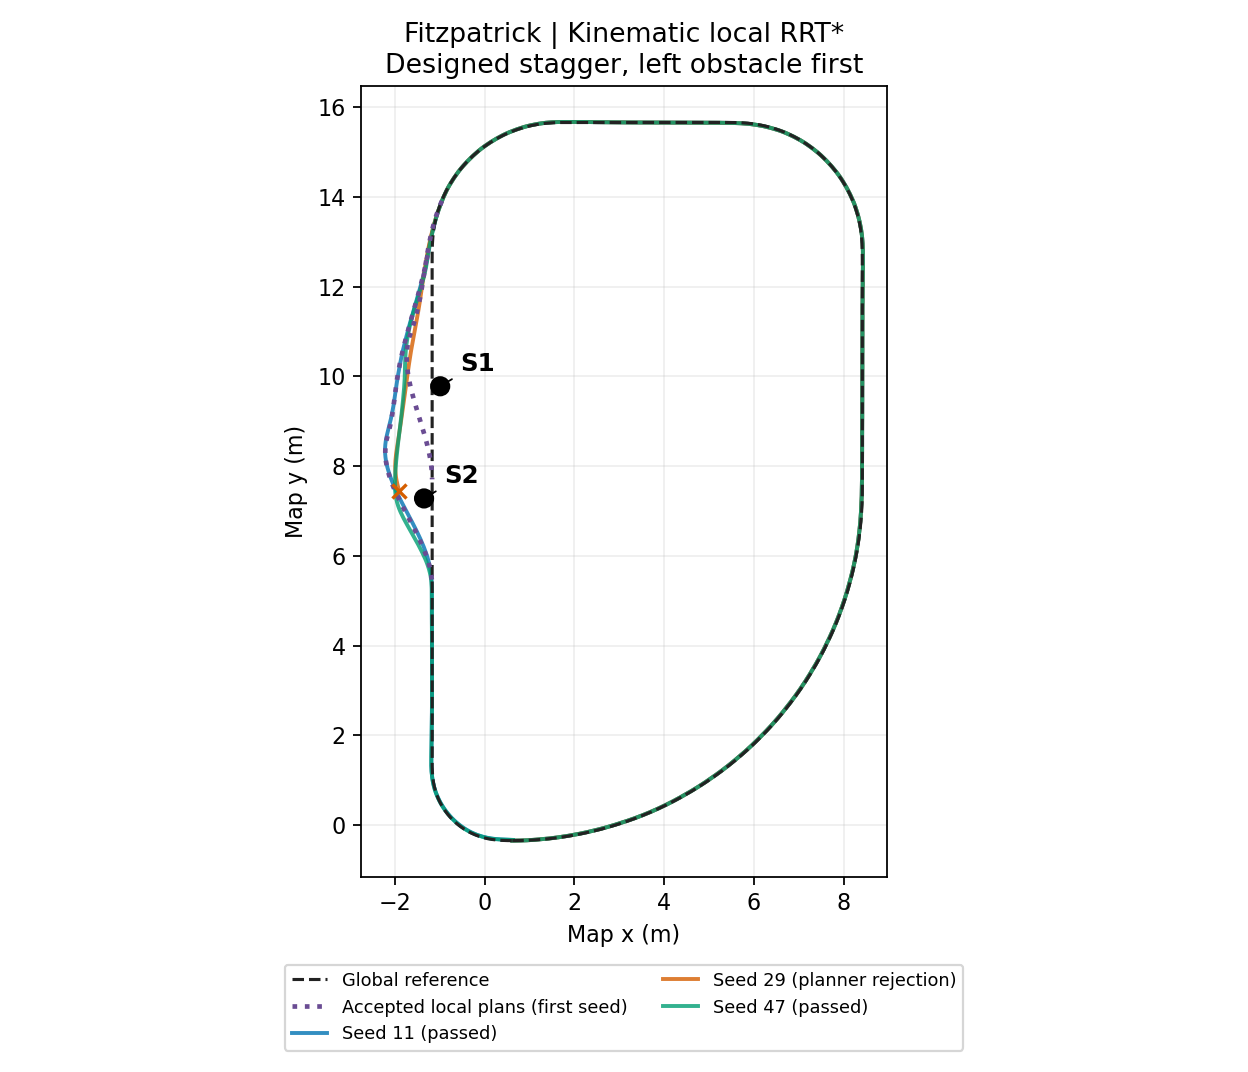 Fitzpatrick | Kinematic local RRT*
Designed stagger, left obstacle first
16
14
12
10
8
6
4
2
0
Map y (m)
S1
S2
−2
0
2
4
6
8
Map x (m)
Global reference
Accepted local plans (first seed)
Seed 11 (passed)
Seed 29 (planner rejection)
Seed 47 (passed)